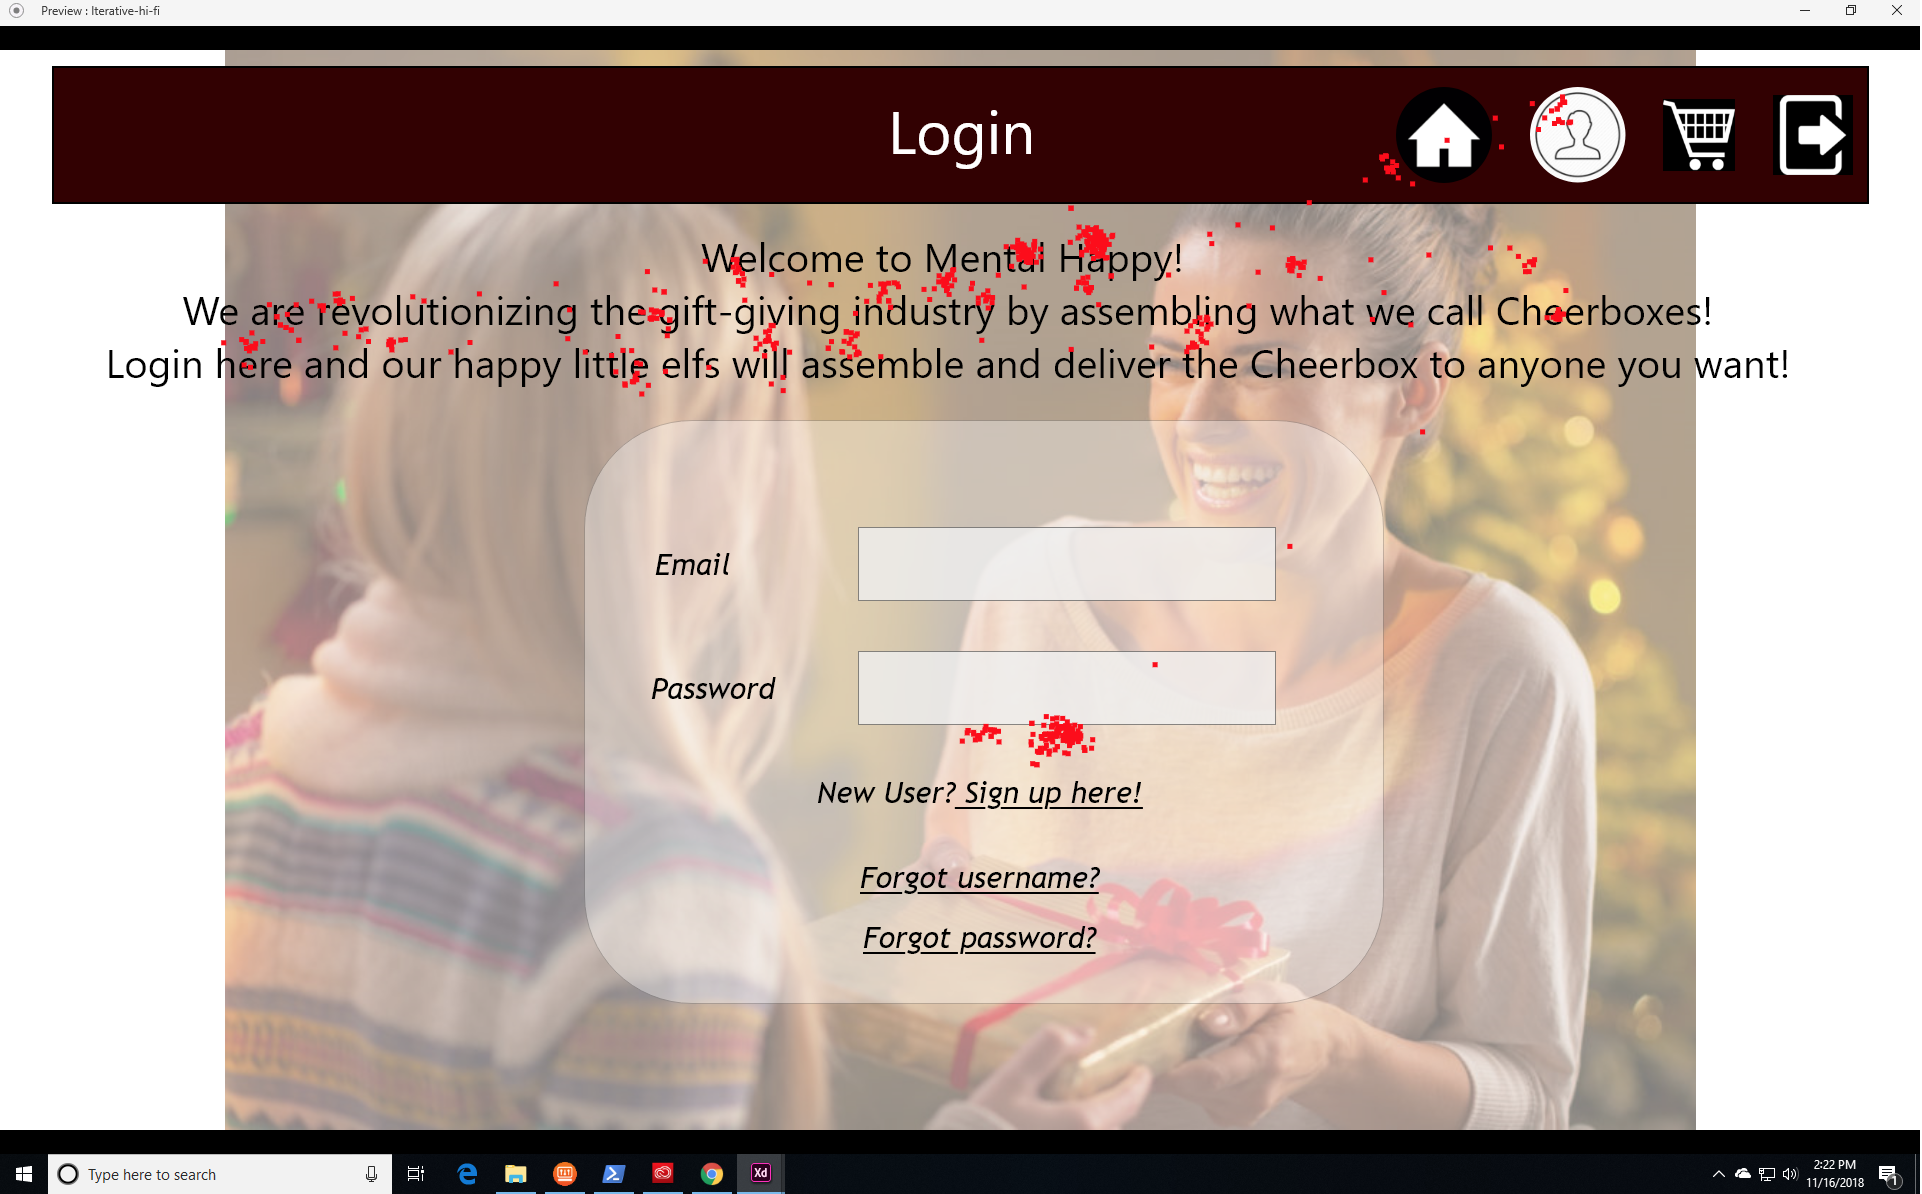 Preview : Iterative-hi-fi
Login
Welcome to Mental Happy!
We are revolutionizing the gift-giving industry by assembling what we call Cheerboxes!
Login here and our happy little elfs will assemble and deliver the Cheerbox to anyone you want!
Email
Password
New User? Sign up here!
Forgot username?
Forgot password?
Type here to search
Xd
2:22 PM
11/16/2018
1